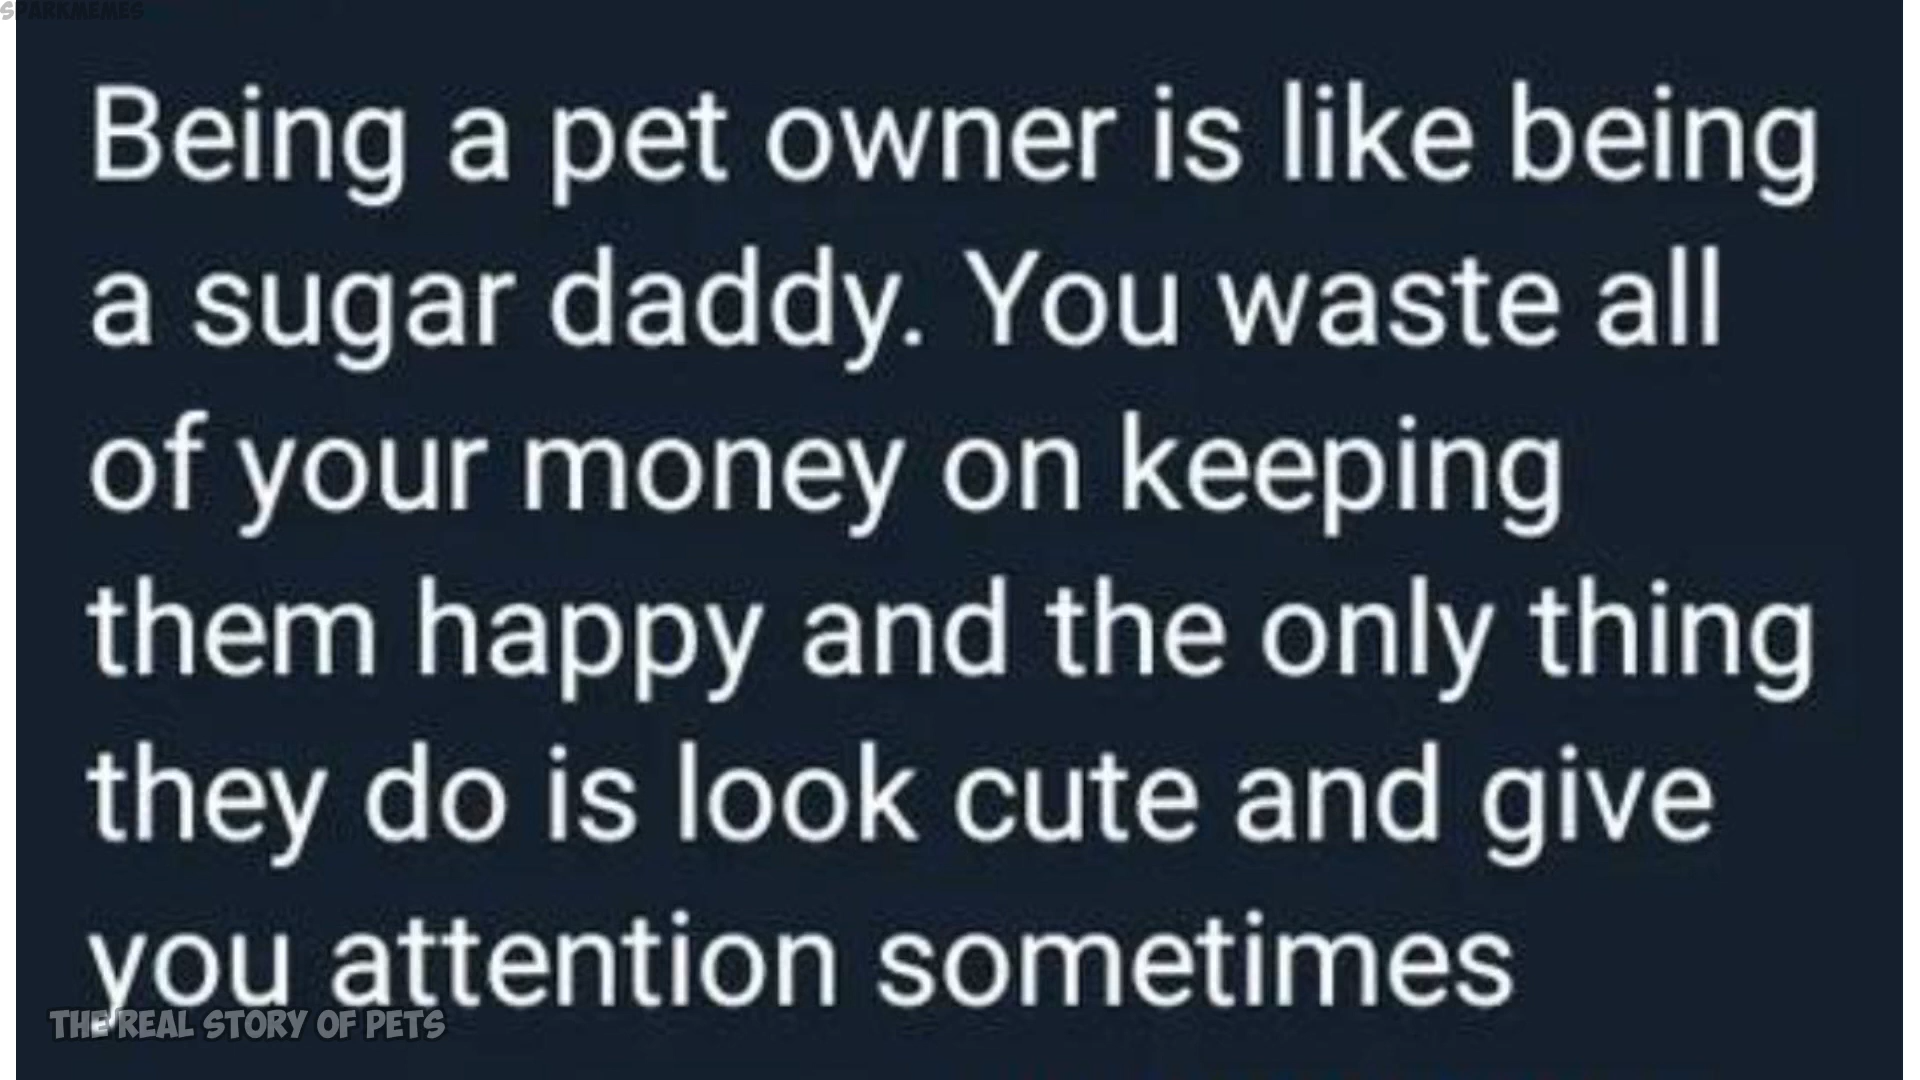 SPARKMEMES
Being a pet owner is like being
a sugar daddy. You waste all
of your money on keeping
them happy and the only thing
they do is look cute and give
you attention sometimes
THE REAL STORY OF PETS